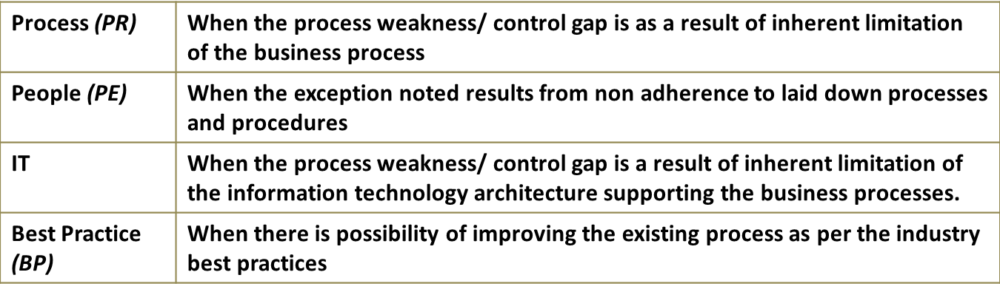 Process (PR)
When the process weakness/ control gap is as a result of inherent limitation
of the business process
People (PE)
When the exception noted results from non adherence to laid down processes
and procedures
IT
When the process weakness/ control gap is a result of inherent limitation of
the information technology architecture supporting the business processes.
Best Practice
(BP)
When there is possibility of improving the existing process as per the industry
best practices